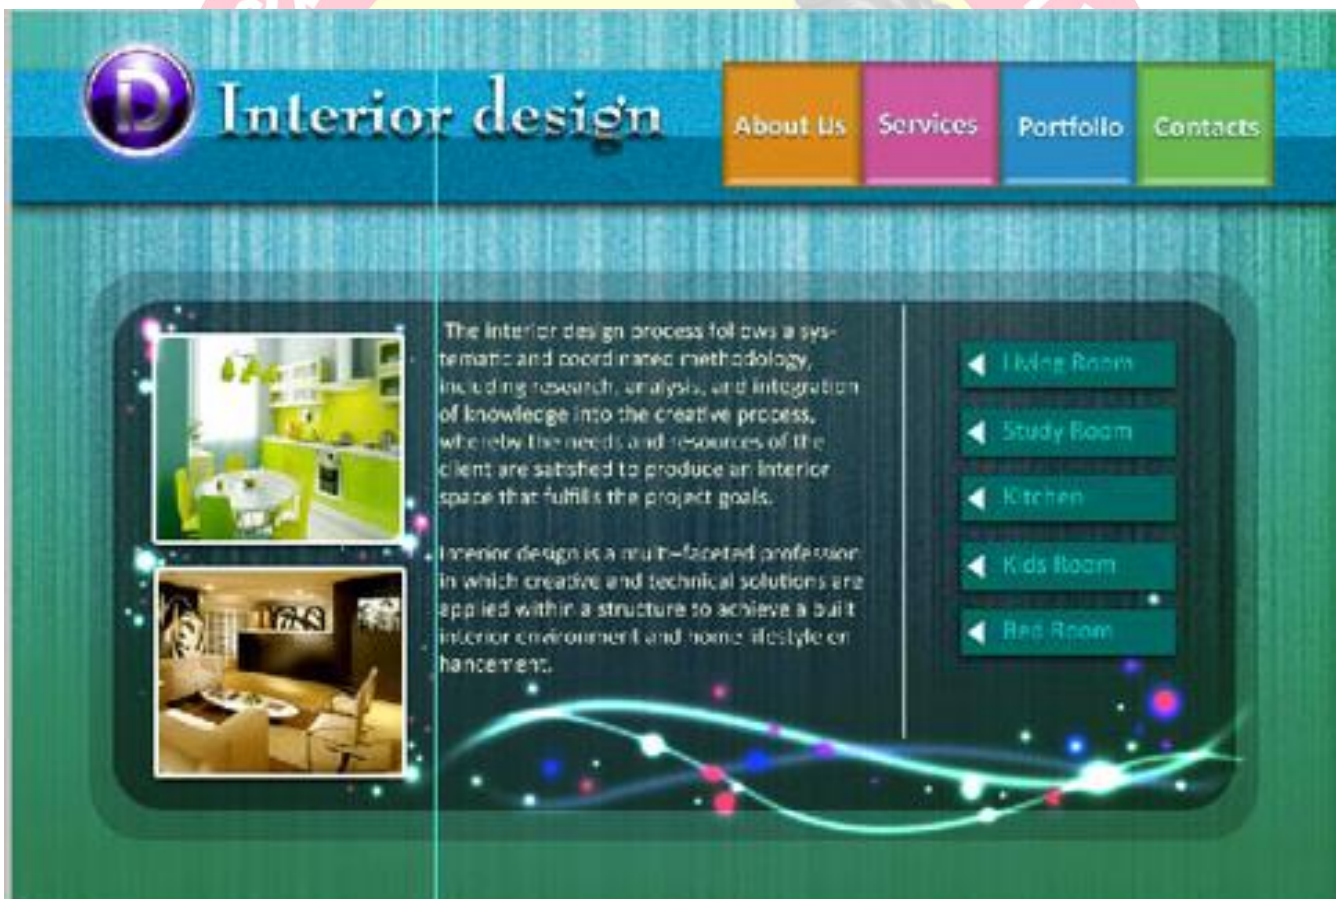 D
Interior design
About Us
Services
Portfolio
Contacts
The interior design process follows a sys-
tematic and coordinated methodology,
including research, analysis, and integration
of knowledge into the creative process,
whereby the needs and resources of the
client are satisfied to produce an interior
space that fulfills the project goals.
Interior design is a multi-faceted profession
in which creative and technical solutions are
applied within a structure to achieve a built
interior environment and home lifestyle en
hancement.
Living Room
Study Room
Kitchen
Kids Room
Bed Room